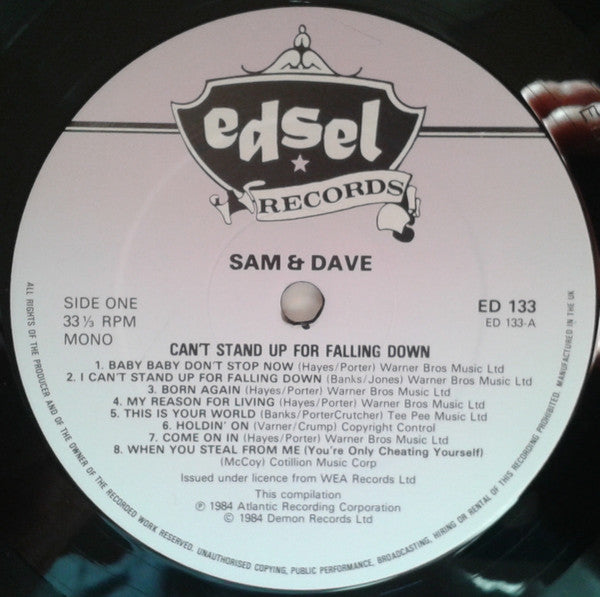 edsel
RECORDS
SAM & DAVE
SIDE ONE
33 ⅓ RPM
MONO
ED 133
ED 133-A
CAN'T STAND UP FOR FALLING DOWN
1. BABY BABY DON'T STOP NOW (Hayes/Porter) Warner Bros Music Ltd
2. I CAN'T STAND UP FOR FALLING DOWN (Banks/Jones) Warner Bros Music Ltd
3. BORN AGAIN (Hayes/Porter) Warner Bros Music Ltd
4. MY REASON FOR LIVING (Hayes/Porter) Warner Bros Music Ltd
5. THIS IS YOUR WORLD (Banks/PorterCrutcher) Tee Pee Music Ltd
6. HOLDIN' ON (Varner/Crump) Copyright Control
7. COME ON IN (Hayes/Porter) Warner Bros Music Ltd
8. WHEN YOU STEAL FROM ME (You're Only Cheating Yourself)
(McCoy) Cotillion Music Corp
Issued under licence from WEA Records Ltd
This compilation
℗ 1984 Atlantic Recording Corporation
© 1984 Demon Records Ltd
ALL RIGHTS OF THE PRODUCER AND OF THE OWNER OF THE RECORDED WORK RESERVED. UNAUTHORISED COPYING, PUBLIC PERFORMANCE, BROADCASTING, HIRING OR RENTAL OF THIS RECORDING PROHIBITED. MANUFACTURED IN THE UK